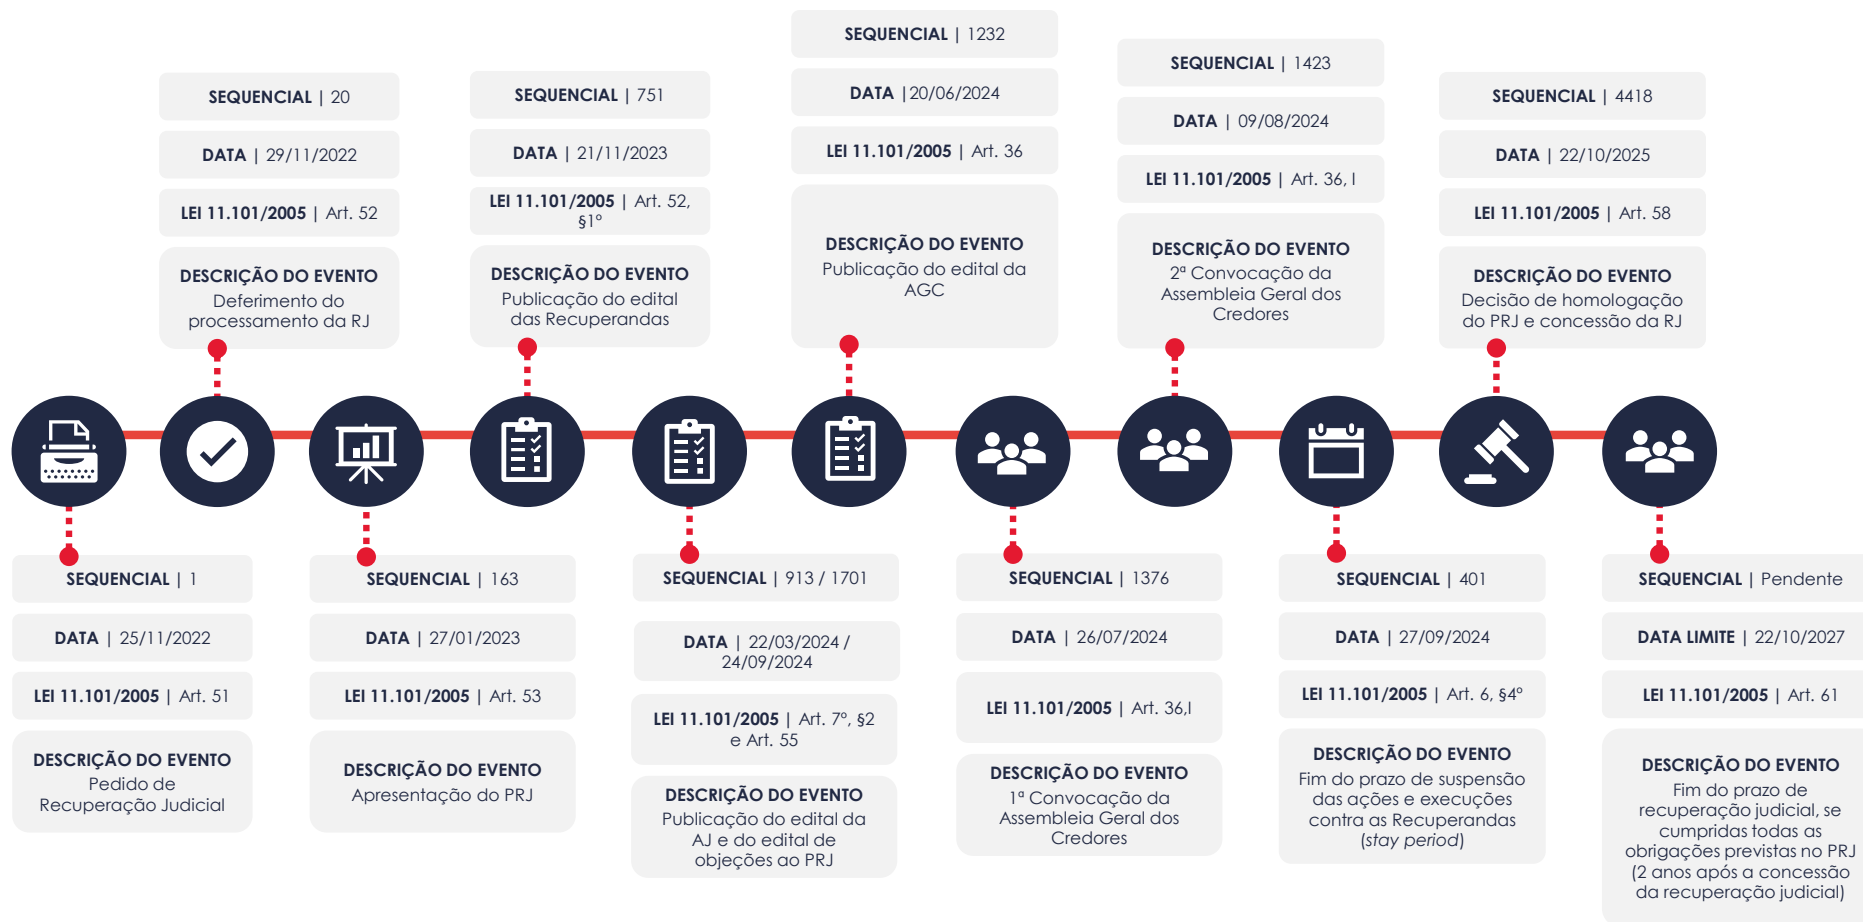 SEQUENCIAL | 1
DATA | 25/11/2022
LEI 11.101/2005 | Art. 51
DESCRIÇÃO DO EVENTO
Pedido de
Recuperação Judicial
SEQUENCIAL | 20
DATA | 29/11/2022
LEI 11.101/2005 | Art. 52
DESCRIÇÃO DO EVENTO
Deferimento do
processamento da RJ
SEQUENCIAL | 163
DATA | 27/01/2023
LEI 11.101/2005 | Art. 53
DESCRIÇÃO DO EVENTO
Apresentação do PRJ
SEQUENCIAL | 751
DATA | 21/11/2023
LEI 11.101/2005 | Art. 52,
§1º
DESCRIÇÃO DO EVENTO
Publicação do edital
das Recuperandas
SEQUENCIAL | 913 / 1701
DATA | 22/03/2024 /
24/09/2024
LEI 11.101/2005 | Art. 7º, §2
e Art. 55
DESCRIÇÃO DO EVENTO
Publicação do edital da
AJ e do edital de
objeções ao PRJ
SEQUENCIAL | 1232
DATA |20/06/2024
LEI 11.101/2005 | Art. 36
DESCRIÇÃO DO EVENTO
Publicação do edital da
AGC
SEQUENCIAL | 1376
DATA | 26/07/2024
LEI 11.101/2005 | Art. 36,I
DESCRIÇÃO DO EVENTO
1ª Convocação da
Assembleia Geral dos
Credores
SEQUENCIAL | 1423
DATA | 09/08/2024
LEI 11.101/2005 | Art. 36, I
DESCRIÇÃO DO EVENTO
2ª Convocação da
Assembleia Geral dos
Credores
SEQUENCIAL | 401
DATA | 27/09/2024
LEI 11.101/2005 | Art. 6, §4º
DESCRIÇÃO DO EVENTO
Fim do prazo de suspensão
das ações e execuções
contra as Recuperandas
(stay period)
SEQUENCIAL | 4418
DATA | 22/10/2025
LEI 11.101/2005 | Art. 58
DESCRIÇÃO DO EVENTO
Decisão de homologação
do PRJ e concessão da RJ
SEQUENCIAL | Pendente
DATA LIMITE | 22/10/2027
LEI 11.101/2005 | Art. 61
DESCRIÇÃO DO EVENTO
Fim do prazo de
recuperação judicial, se
cumpridas todas as
obrigações previstas no PRJ
(2 anos após a concessão
da recuperação judicial)